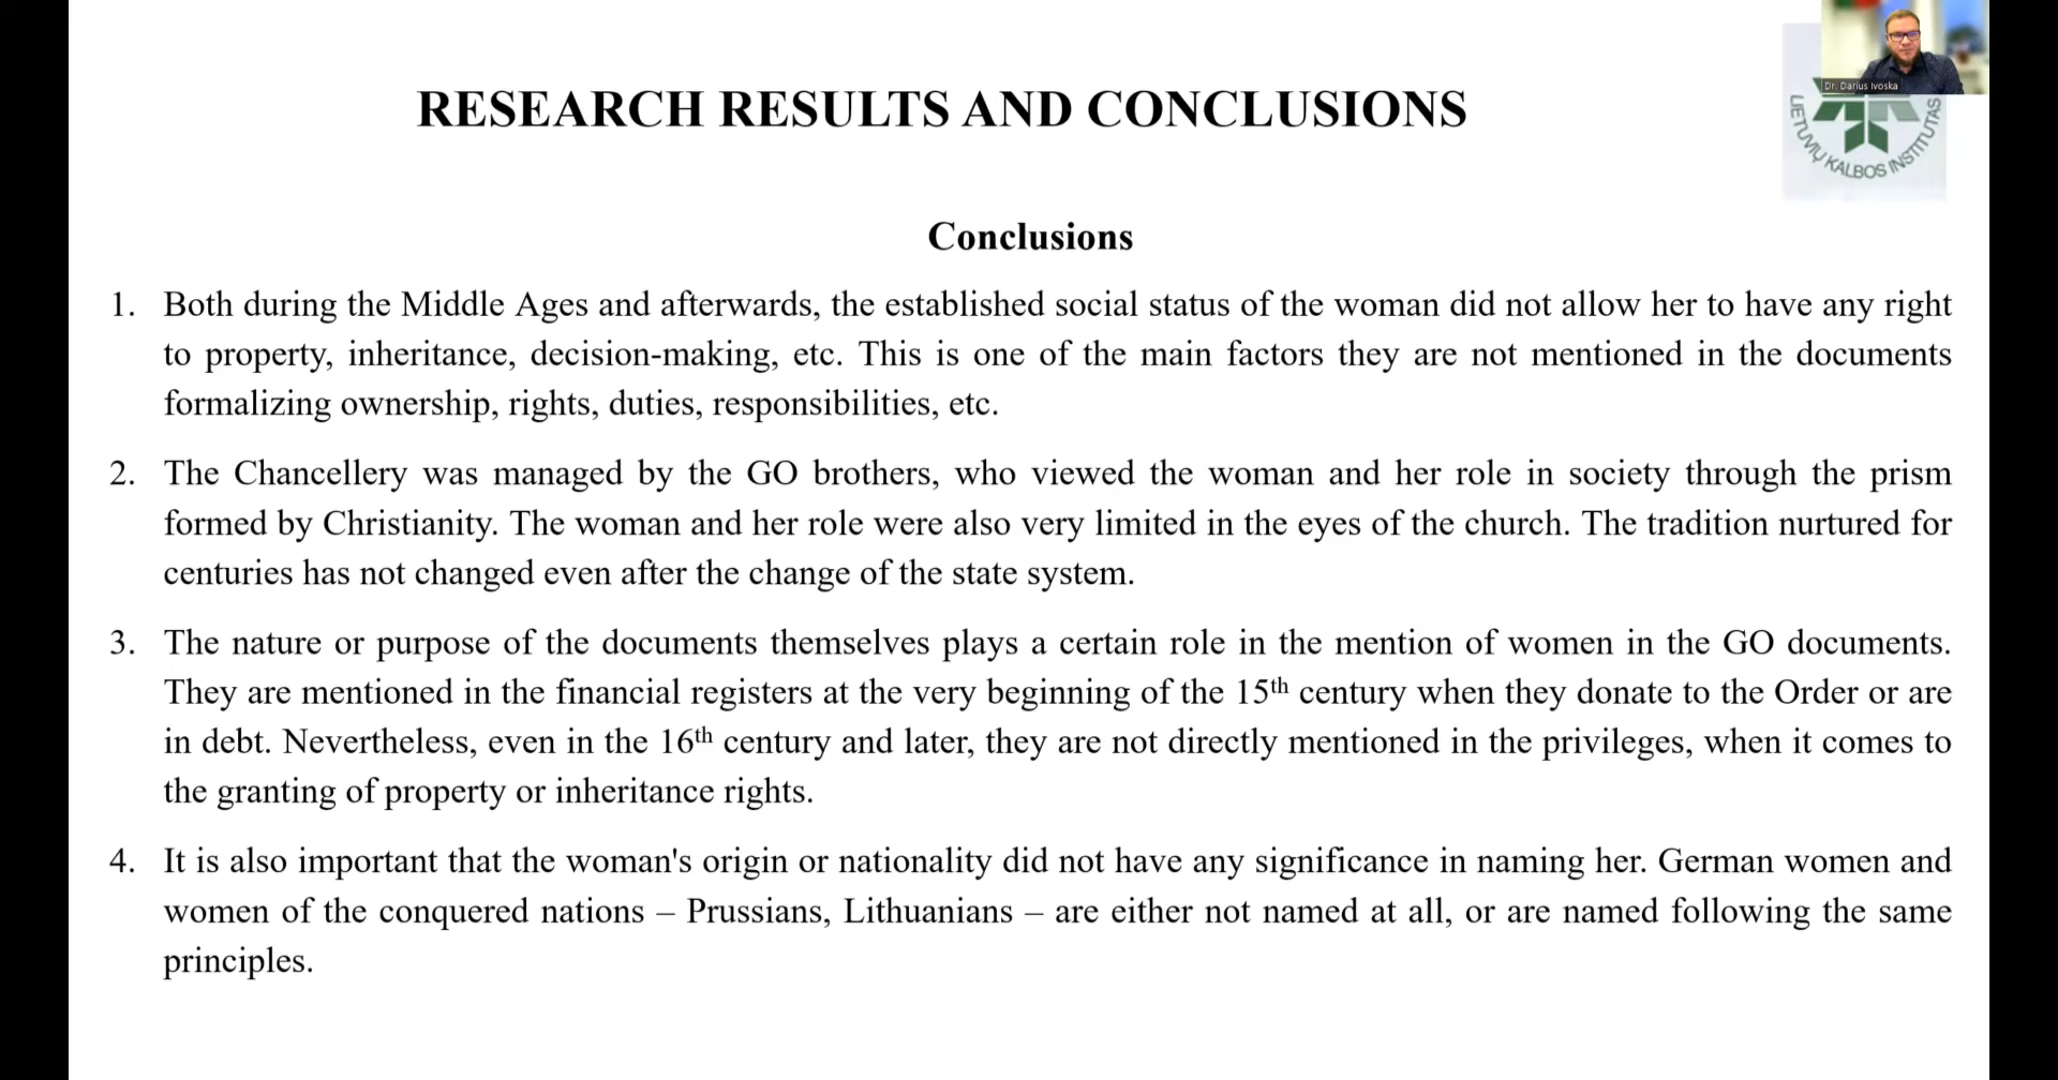 Dr. Darius Ivoska
RESEARCH RESULTS AND CONCLUSIONS
LIETUVIŲ KALBOS INSTITUTAS
Conclusions
1. Both during the Middle Ages and afterwards, the established social status of the woman did not allow her to have any right
to property, inheritance, decision-making, etc. This is one of the main factors they are not mentioned in the documents
formalizing ownership, rights, duties, responsibilities, etc.
2. The Chancellery was managed by the GO brothers, who viewed the woman and her role in society through the prism
formed by Christianity. The woman and her role were also very limited in the eyes of the church. The tradition nurtured for
centuries has not changed even after the change of the state system.
3. The nature or purpose of the documents themselves plays a certain role in the mention of women in the GO documents.
They are mentioned in the financial registers at the very beginning of the 15th century when they donate to the Order or are
in debt. Nevertheless, even in the 16th century and later, they are not directly mentioned in the privileges, when it comes to
the granting of property or inheritance rights.
4. It is also important that the woman's origin or nationality did not have any significance in naming her. German women and
women of the conquered nations – Prussians, Lithuanians – are either not named at all, or are named following the same
principles.